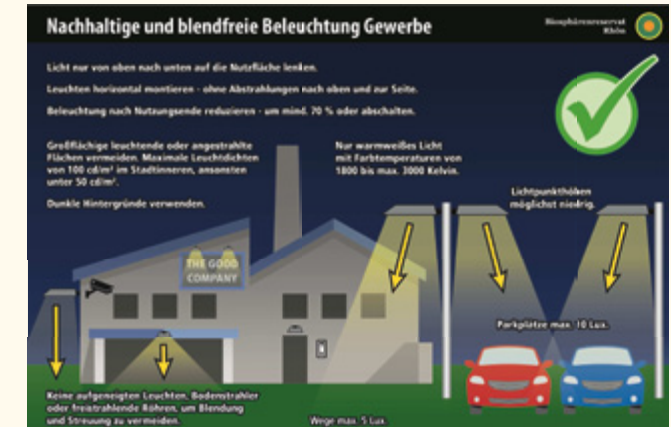 Nachhaltige und blendfreie Beleuchtung Gewerbe
Biosphärenreservat
Rhön
Licht nur von oben nach unten auf die Nutzfläche lenken.
Leuchten horizontal montieren - ohne Abstrahlungen nach oben und zur Seite.
Beleuchtung nach Nutzungsende reduzieren - um mind. 70 % oder abschalten.
Großflächige leuchtende oder angestrahlte
Flächen vermeiden. Maximale Leuchtdichten
von 100 cd/m² im Stadtinneren, ansonsten
unter 50 cd/m².
Dunkle Hintergründe verwenden.
Nur warmweißes Licht
mit Farbtemperaturen von
1800 bis max. 3000 Kelvin.
Lichtpunkthöhen
möglichst niedrig.
THE GOOD
COMPANY
Parkplätze max. 10 Lux.
Keine aufgeneigten Leuchten, Bodenstrahler
oder freistrahlende Röhren, um Blendung
und Streuung zu vermeiden.
Wege max. 5 Lux.